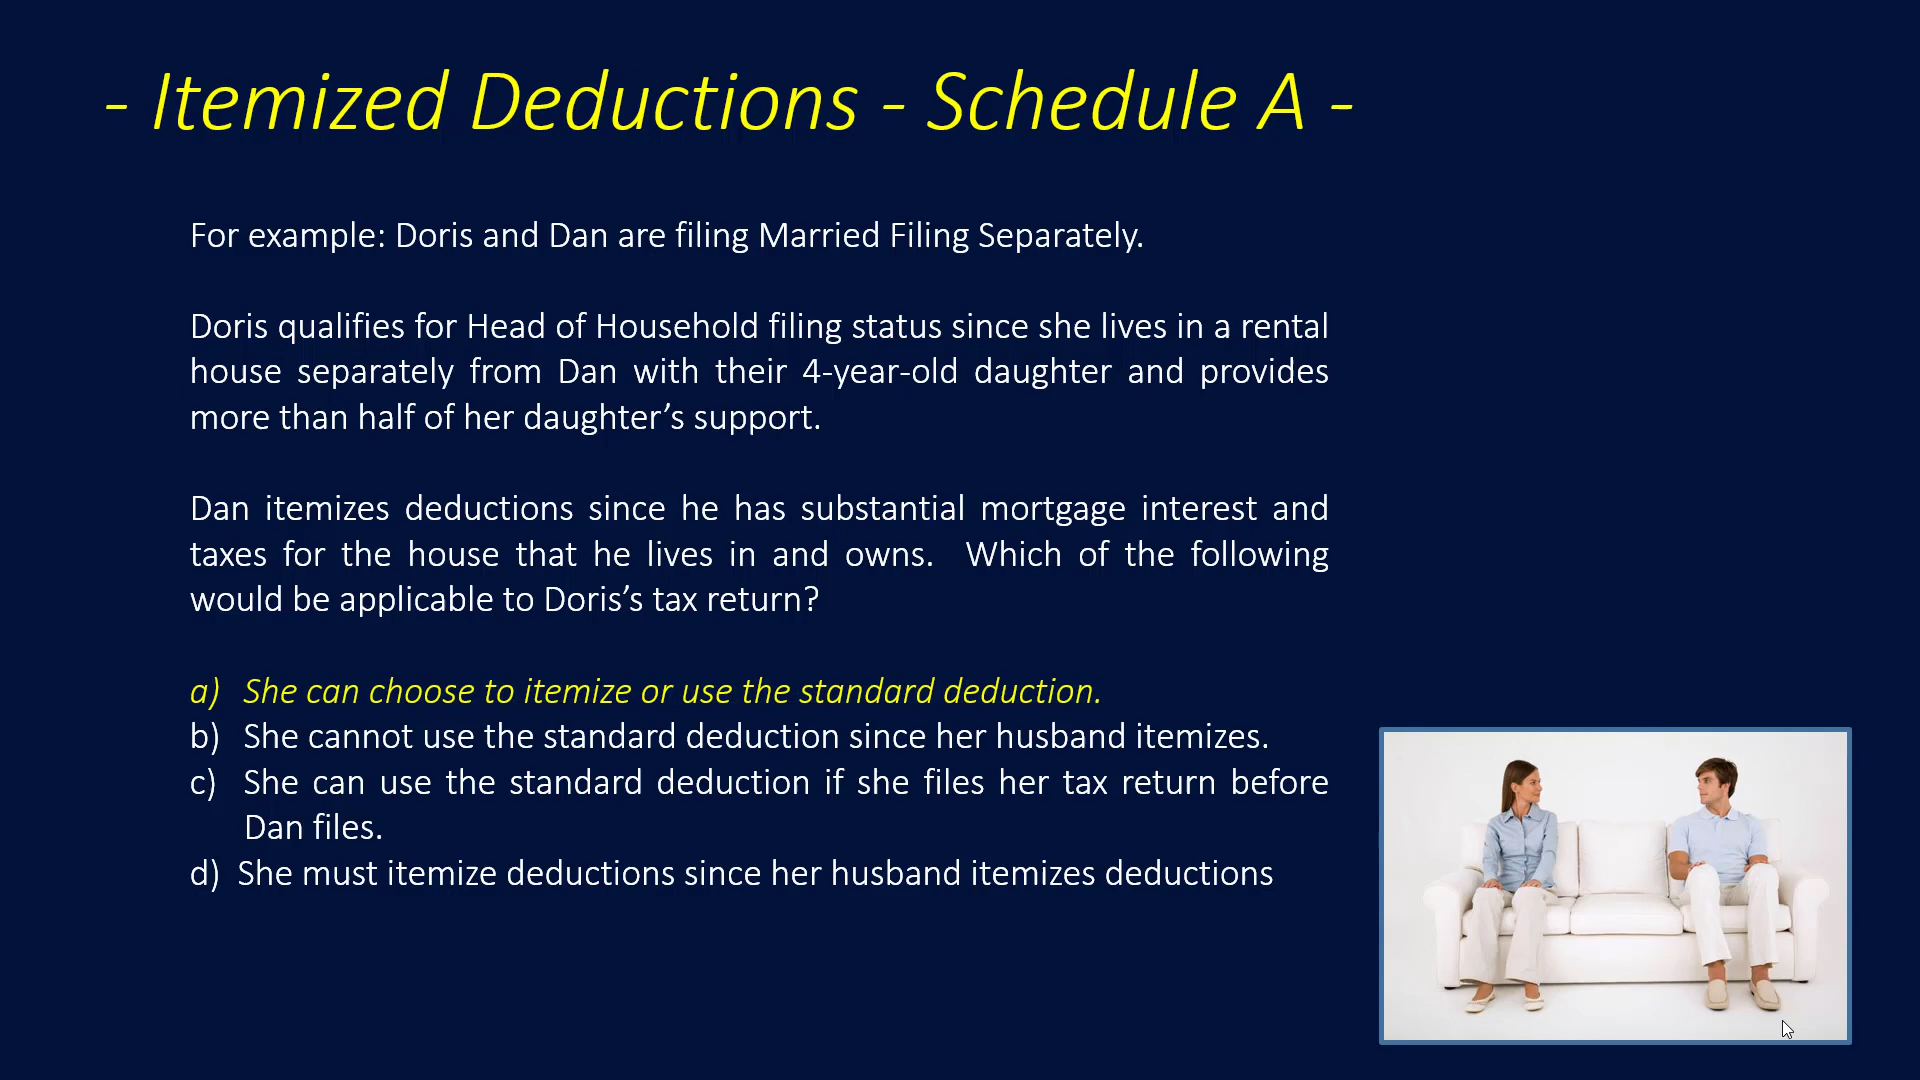 - Itemized Deductions - Schedule A -
For example: Doris and Dan are filing Married Filing Separately.
Doris qualifies for Head of Household filing status since she lives in a rental
house separately from Dan with their 4-year-old daughter and provides
more than half of her daughter’s support.
Dan itemizes deductions since he has substantial mortgage interest and
taxes for the house that he lives in and owns. Which of the following
would be applicable to Doris’s tax return?
a) She can choose to itemize or use the standard deduction.
b) She cannot use the standard deduction since her husband itemizes.
c) She can use the standard deduction if she files her tax return before
Dan files.
d) She must itemize deductions since her husband itemizes deductions